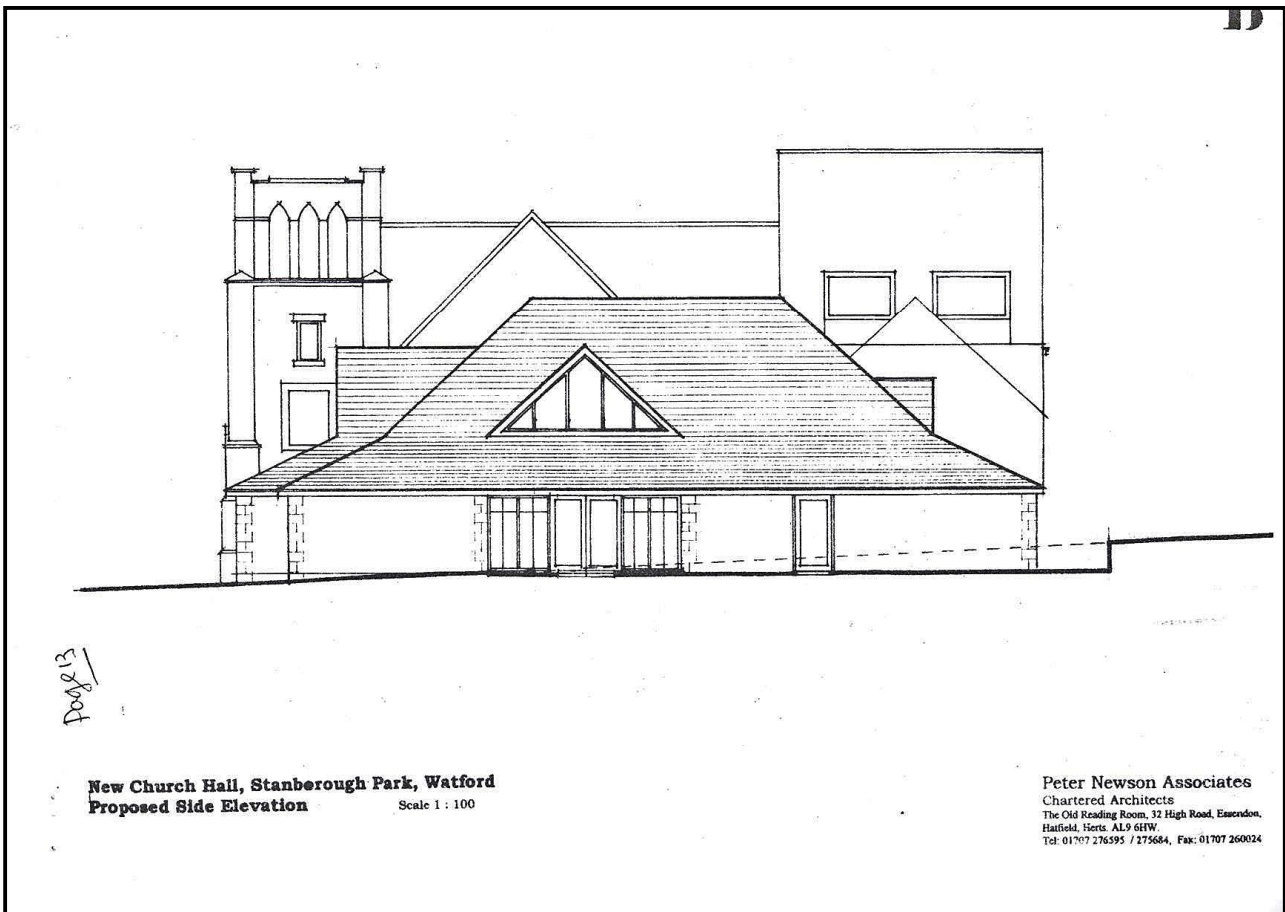 Page 13
New Church Hall, Stanborough Park, Watford
Proposed Side Elevation Scale 1 : 100
Peter Newson Associates
Chartered Architects
The Old Reading Room, 32 High Road, Essendon,
Hatfield, Herts. AL9 6HW.
Tel: 01707 276595 / 275684, Fax: 01707 260024